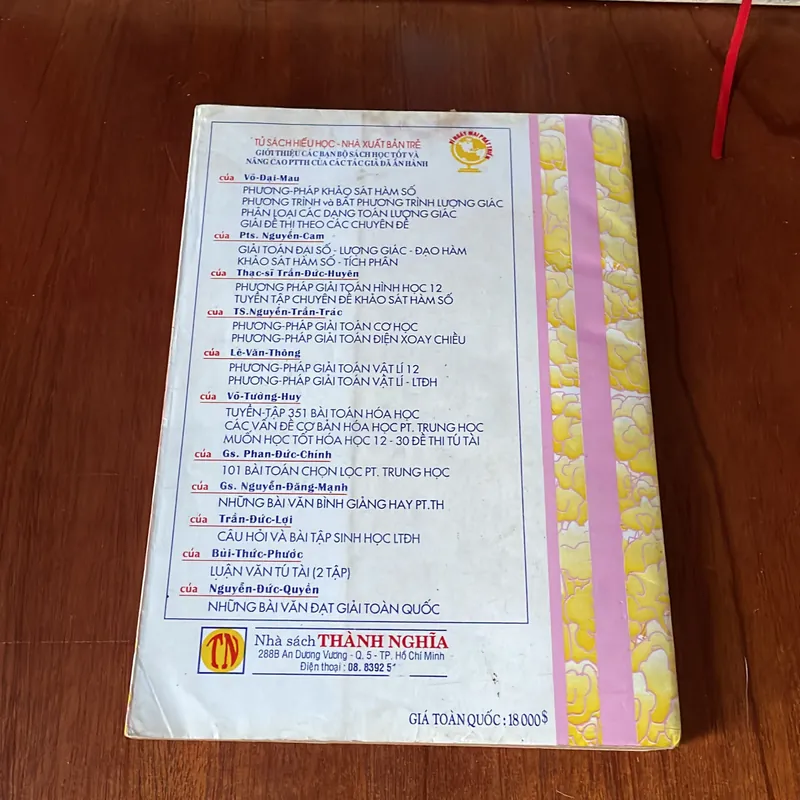 TỦ SÁCH HIẾU HỌC - NHÀ XUẤT BẢN TRẺ
GIỚI THIỆU CÁC BẠN BỘ SÁCH HỌC TỐT VÀ
NÂNG CAO PTTH CỦA CÁC TÁC GIẢ ĐÃ ẤN HÀNH
VÌ NGÀY MAI PHÁT TRIỂN
của Võ-Đại-Mau
PHƯƠNG-PHÁP KHẢO SÁT HÀM SỐ
PHƯƠNG TRÌNH và BẤT PHƯƠNG TRÌNH LƯỢNG GIÁC
PHÂN LOẠI CÁC DẠNG TOÁN LƯỢNG GIÁC
GIẢI ĐỀ THI THEO CÁC CHUYÊN ĐỀ
của Pts. Nguyễn-Cam
GIẢI TOÁN ĐẠI SỐ - LƯỢNG GIÁC - ĐẠO HÀM
KHẢO SÁT HÀM SỐ - TÍCH PHÂN
của Thạc-sĩ Trần-Đức-Huyên
PHƯƠNG PHÁP GIẢI TOÁN HÌNH HỌC 12
TUYỂN TẬP CHUYÊN ĐỀ KHẢO SÁT HÀM SỐ
của TS.Nguyễn-Trần-Trác
PHƯƠNG-PHÁP GIẢI TOÁN CƠ HỌC
PHƯƠNG-PHÁP GIẢI TOÁN ĐIỆN XOAY CHIỀU
của Lê-Văn-Thông
PHƯƠNG-PHÁP GIẢI TOÁN VẬT LÍ 12
PHƯƠNG-PHÁP GIẢI TOÁN VẬT LÍ - LTĐH
của Võ-Tường-Huy
TUYỂN-TẬP 351 BÀI TOÁN HÓA HỌC
CÁC VẤN ĐỀ CƠ BẢN HÓA HỌC PT. TRUNG HỌC
MUỐN HỌC TỐT HÓA HỌC 12 - 30 ĐỀ THI TÚ TÀI
của Gs. Phan-Đức-Chính
101 BÀI TOÁN CHỌN LỌC PT. TRUNG HỌC
của Gs. Nguyễn-Đăng-Mạnh
NHỮNG BÀI VĂN BÌNH GIẢNG HAY PT.TH
của Trần-Đức-Lợi
CÂU HỎI VÀ BÀI TẬP SINH HỌC LTĐH
của Bùi-Thức-Phước
LUẬN VĂN TÚ TÀI (2 TẬP)
của Nguyễn-Đức-Quyền
NHỮNG BÀI VĂN ĐẠT GIẢI TOÀN QUỐC
TN
Nhà sách THÀNH NGHĨA
288B An Dương Vương - Q. 5 - TP. Hồ Chí Minh
Điện thoại : 08. 8392 5
GIÁ TOÀN QUỐC : 18 000$